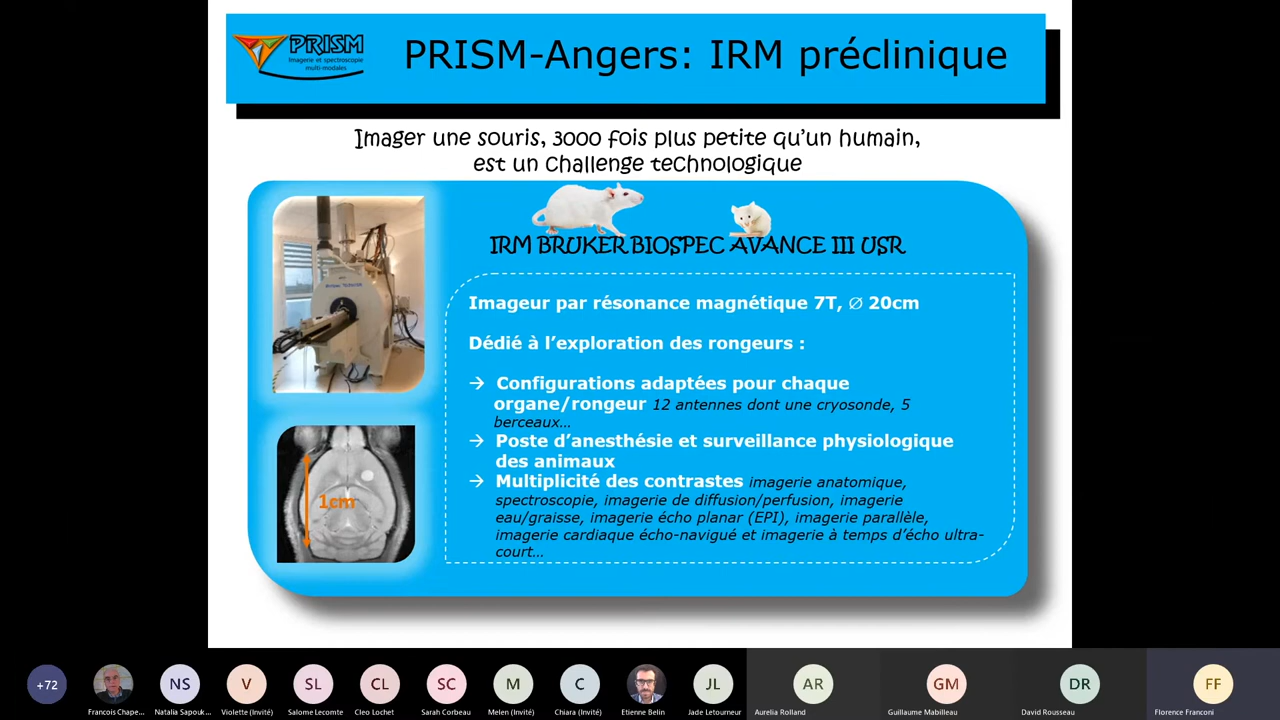 PRISM
Imagerie et spectroscopie
multi-modales
PRISM-Angers: IRM préclinique
Imager une souris, 3000 fois plus petite qu'un humain,
est un challenge technologique
IRM BRUKER BIOSPEC AVANCE III USR
Imageur par résonance magnétique 7T, ∅ 20cm
Dédié à l'exploration des rongeurs :
→ Configurations adaptées pour chaque
organe/rongeur 12 antennes dont une cryosonde, 5
berceaux…
→ Poste d'anesthésie et surveillance physiologique
des animaux
→ Multiplicité des contrastes imagerie anatomique,
spectroscopie, imagerie de diffusion/perfusion, imagerie
eau/graisse, imagerie écho planar (EPI), imagerie parallèle,
imagerie cardiaque écho-navigué et imagerie à temps d'écho ultra-
court…
1cm
+72
NS
V
SL
CL
SC
M
C
JL
AR
GM
DR
FF
Francois Chape...
Natalia Sapouk...
Violette (Invité)
Salome Lecomte
Cleo Lochet
Sarah Corbeau
Melen (Invité)
Chiara (Invité)
Etienne Belin
Jade Letourneur
Aurelia Rolland
Guillaume Mabilleau
David Rousseau
Florence Franconi